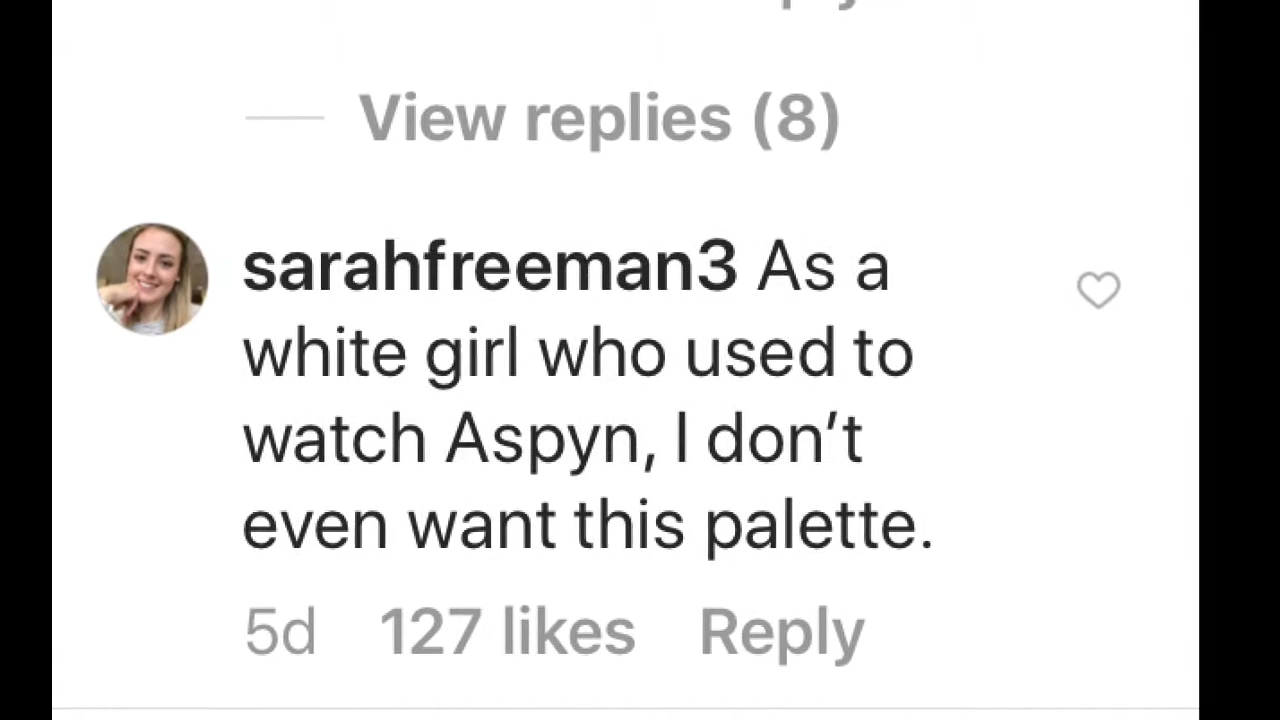 View replies (8)
sarahfreeman3 As a
white girl who used to
watch Aspyn, I don’t
even want this palette.
5d 127 likes Reply